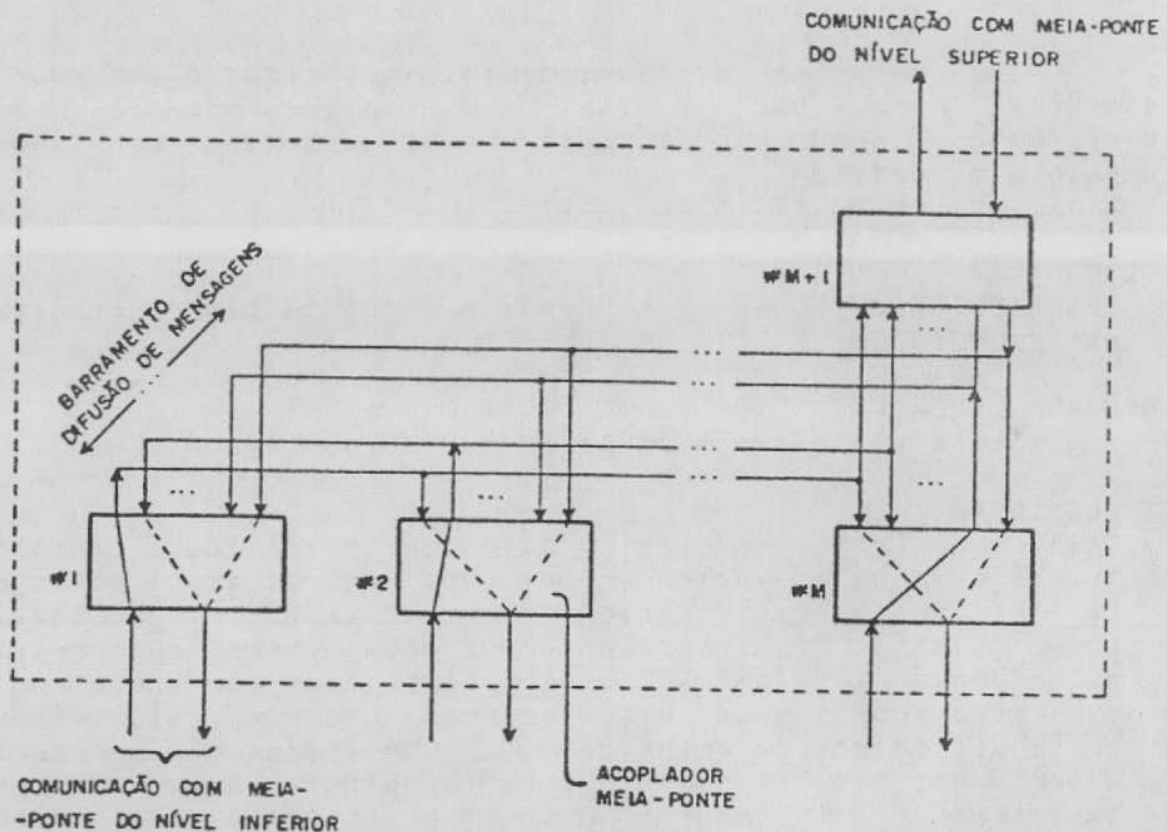 COMUNICAÇÃO COM MEIA-PONTE
DO NÍVEL SUPERIOR
BARRAMENTO DE
DIFUSÃO DE MENSAGENS
#M+1
...
...
...
...
...
...
...
...
#1
#2
#M
COMUNICAÇÃO COM MEIA-
-PONTE DO NÍVEL INFERIOR
ACOPLADOR
MEIA-PONTE